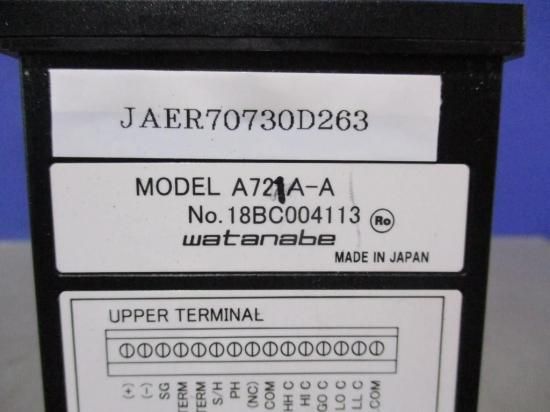 JAER70730D263
MODEL A721A-A
No.18BC004113 Ro
watanabe
MADE IN JAPAN
UPPER TERMINAL
(+)
(-)
SG
TERM
TERM
S/H
PH
(NC)
COM
HH C
HI C
GO C
LO C
LL C
COM